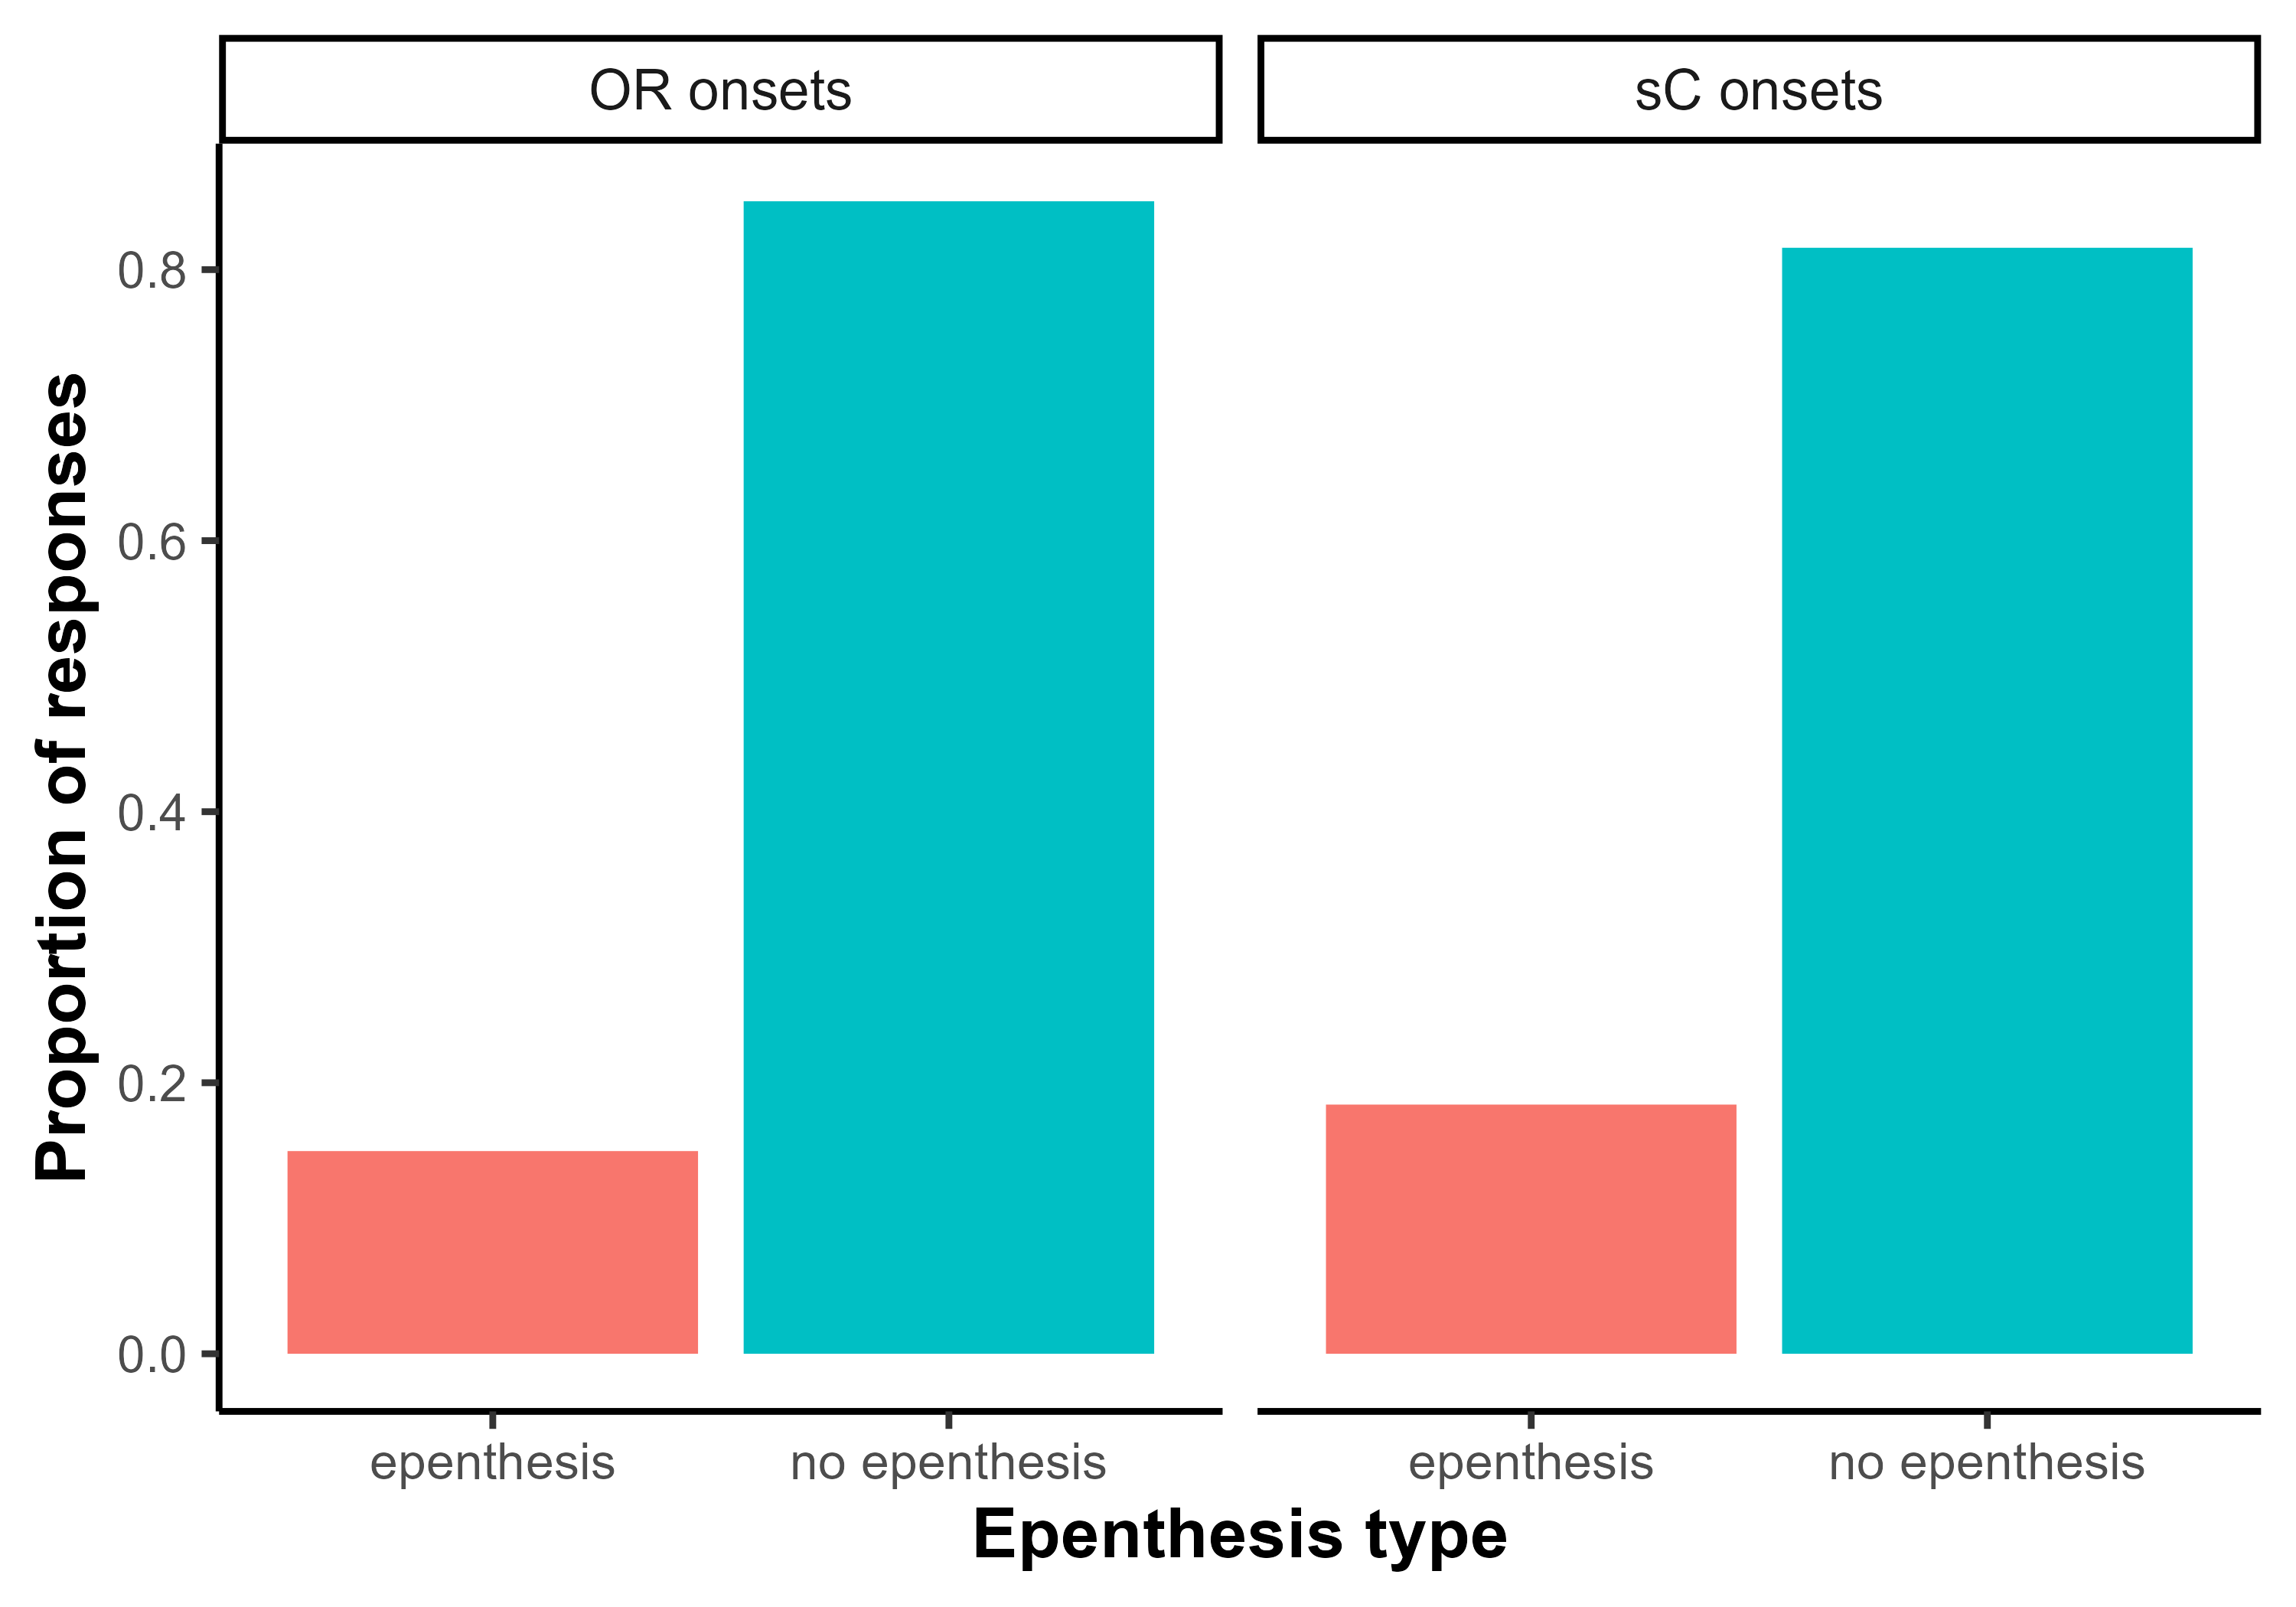 OR onsets
sC onsets
Proportion of responses
0.8
0.6
0.4
0.2
0.0
epenthesis
no epenthesis
epenthesis
no epenthesis
Epenthesis type